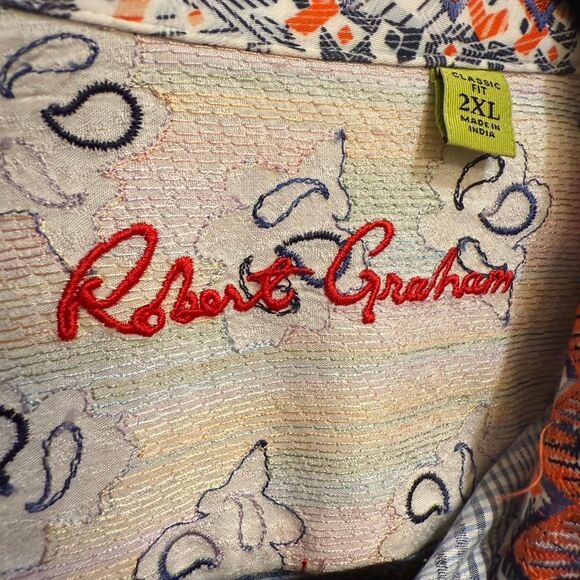 CLASSIC
FIT
2XL
MADE IN
INDIA
Robert Graham